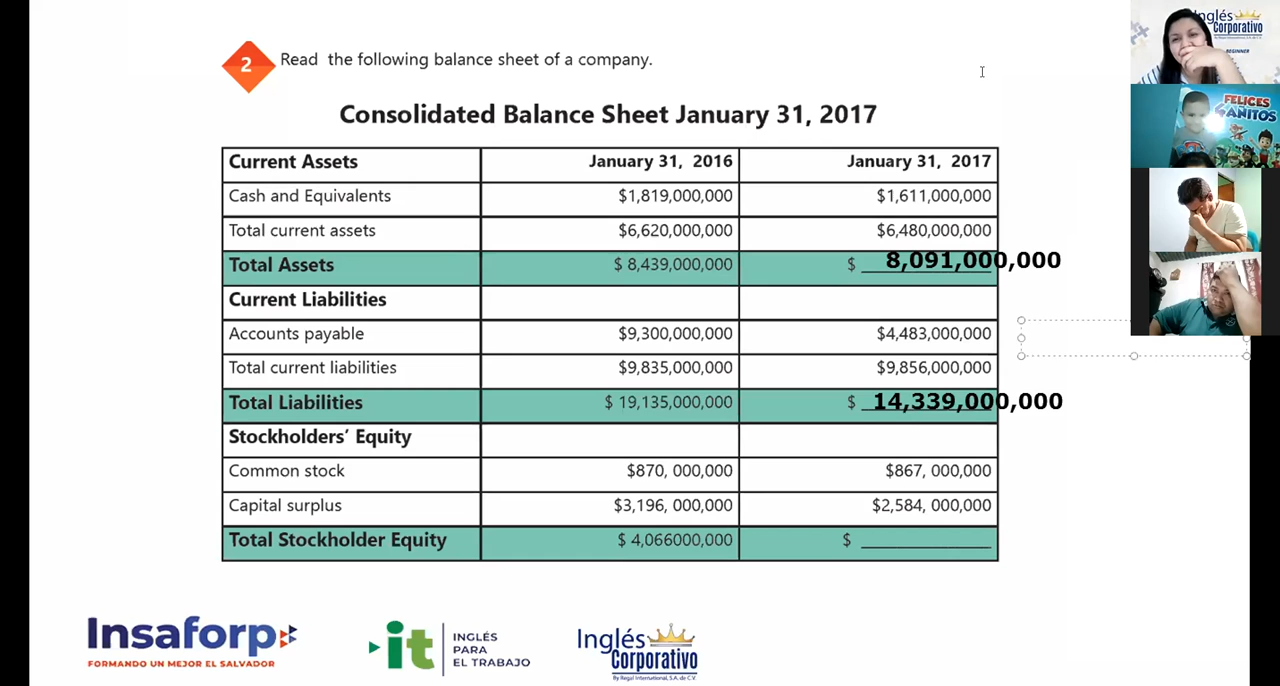 2 Read the following balance sheet of a company.
Consolidated Balance Sheet January 31, 2017
Current Assets January 31, 2016 January 31, 2017
Cash and Equivalents $1,819,000,000 $1,611,000,000
Total current assets $6,620,000,000 $6,480,000,000
Total Assets $ 8,439,000,000 $ 8,091,000,000
Current Liabilities
Accounts payable $9,300,000,000 $4,483,000,000
Total current liabilities $9,835,000,000 $9,856,000,000
Total Liabilities $ 19,135,000,000 $ 14,339,000,000
Stockholders' Equity
Common stock $870, 000,000 $867, 000,000
Capital surplus $3,196, 000,000 $2,584, 000,000
Total Stockholder Equity $ 4,066000,000 $ ______________
Insaforp
FORMANDO UN MEJOR EL SALVADOR
it
INGLÉS
PARA
EL TRABAJO
Inglés
Corporativo
By Regal International, S.A. de C.V.
Inglés
Corporativo
BEGINNER
FELICES
AÑITOS